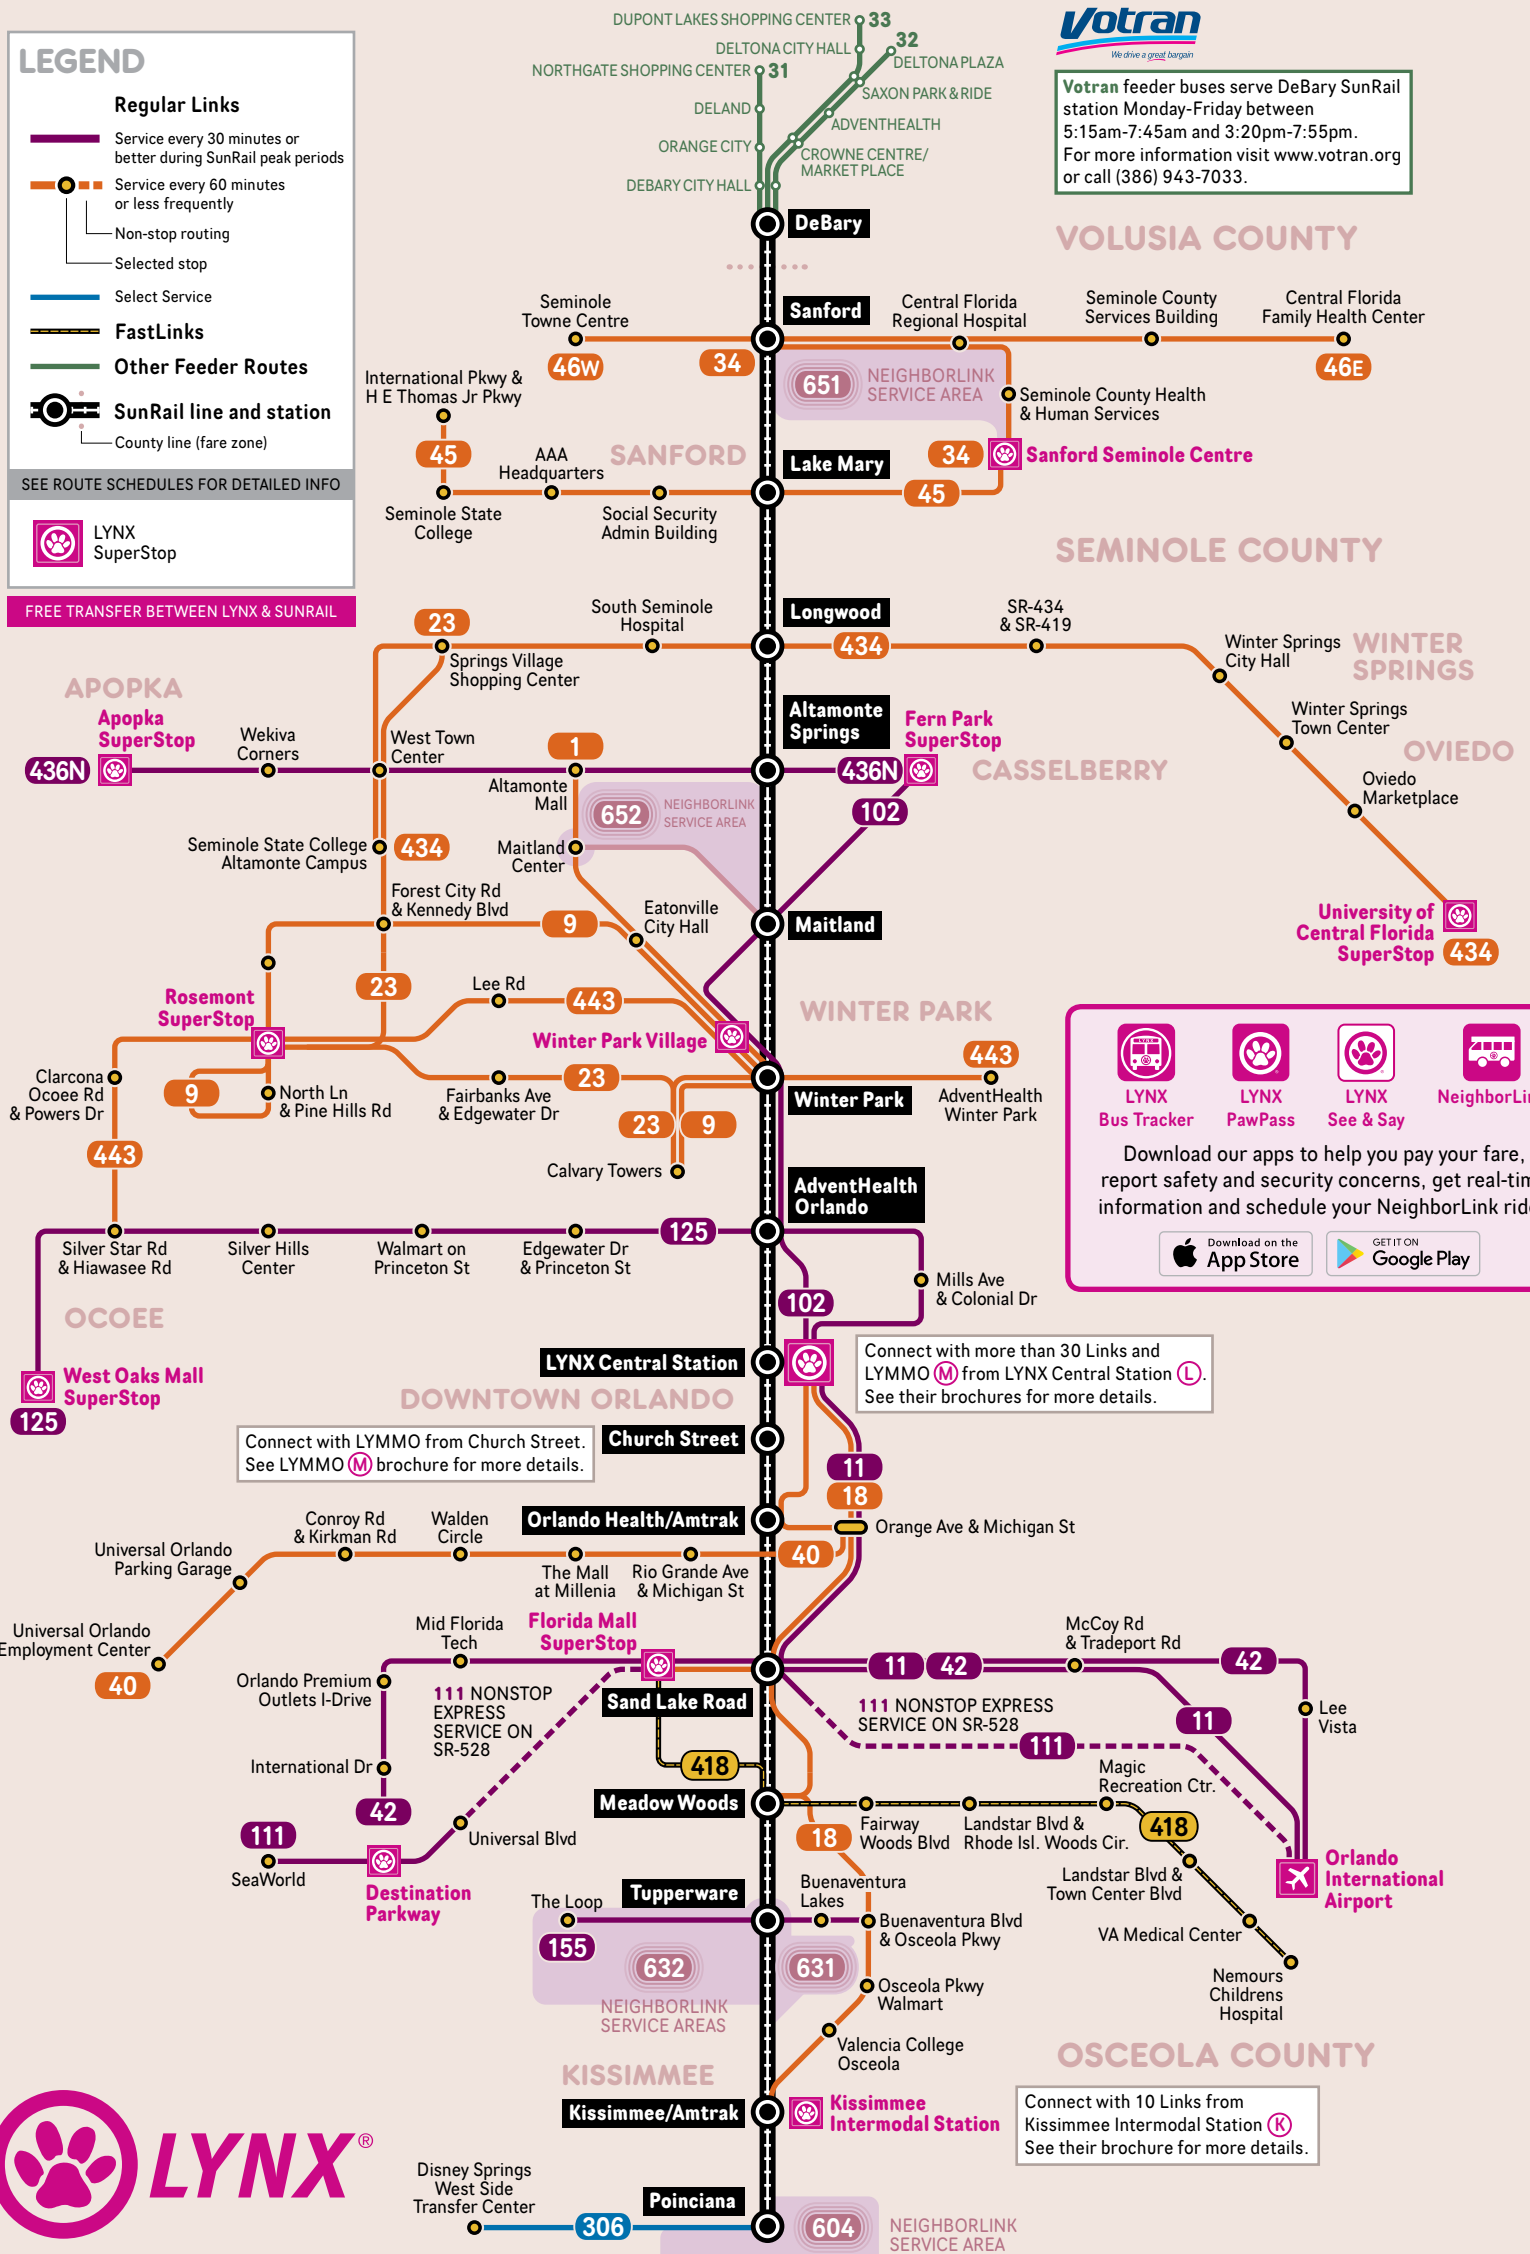 LEGEND
Regular Links
Service every 30 minutes or
better during SunRail peak periods
Service every 60 minutes
or less frequently
Non-stop routing
Selected stop
Select Service
FastLinks
Other Feeder Routes
SunRail line and station
County line (fare zone)
SEE ROUTE SCHEDULES FOR DETAILED INFO
LYNX
SuperStop
FREE TRANSFER BETWEEN LYNX & SUNRAIL
DUPONT LAKES SHOPPING CENTER
33
DELTONA CITY HALL
32
DELTONA PLAZA
NORTHGATE SHOPPING CENTER
31
SAXON PARK & RIDE
DELAND
ADVENTHEALTH
ORANGE CITY
CROWNE CENTRE/
MARKET PLACE
DEBARY CITY HALL
Votran
We drive a great bargain
Votran feeder buses serve DeBary SunRail
station Monday-Friday between
5:15am-7:45am and 3:20pm-7:55pm.
For more information visit www.votran.org
or call (386) 943-7033.
DeBary
VOLUSIA COUNTY
Seminole
Towne Centre
46W
Sanford
34
Central Florida
Regional Hospital
Seminole County
Services Building
Central Florida
Family Health Center
46E
651
NEIGHBORLINK
SERVICE AREA
Seminole County Health
& Human Services
International Pkwy &
H E Thomas Jr Pkwy
45
AAA
Headquarters
SANFORD
Lake Mary
34
Sanford Seminole Centre
45
Seminole State
College
Social Security
Admin Building
SEMINOLE COUNTY
23
South Seminole
Hospital
Longwood
434
SR-434
& SR-419
Winter Springs
City Hall
WINTER
SPRINGS
Springs Village
Shopping Center
APOPKA
Apopka
SuperStop
436N
Wekiva
Corners
West Town
Center
1
Altamonte
Springs
Fern Park
SuperStop
436N
CASSELBERRY
Winter Springs
Town Center
OVIEDO
Oviedo
Marketplace
Altamonte
Mall
652
NEIGHBORLINK
SERVICE AREA
102
Seminole State College
Altamonte Campus
434
Maitland
Center
Forest City Rd
& Kennedy Blvd
9
Eatonville
City Hall
Maitland
University of
Central Florida
SuperStop
434
23
Lee Rd
443
Rosemont
SuperStop
Winter Park Village
WINTER PARK
443
Clarcona
Ocoee Rd
& Powers Dr
9
North Ln
& Pine Hills Rd
Fairbanks Ave
& Edgewater Dr
23
Winter Park
AdventHealth
Winter Park
23
9
443
Calvary Towers
LYNX
LYNX
Bus Tracker
LYNX
PawPass
LYNX
See & Say
Download our apps to help you pay your fare,
report safety and security concerns, get
information and schedule your NeighborLink
Download on the
App Store
GET IT ON
Google Play
AdventHealth
Orlando
125
Silver Star Rd
& Hiawasee Rd
Silver Hills
Center
Walmart on
Princeton St
Edgewater Dr
& Princeton St
Mills Ave
& Colonial Dr
102
OCOEE
West Oaks Mall
SuperStop
125
LYNX Central Station
Connect with more than 30 Links and
LYMMO M from LYNX Central Station L.
See their brochures for more details.
DOWNTOWN ORLANDO
Connect with LYMMO from Church Street.
See LYMMO M brochure for more details.
Church Street
11
18
Orlando Health/Amtrak
Orange Ave & Michigan St
Conroy Rd
& Kirkman Rd
Walden
Circle
Universal Orlando
Parking Garage
The Mall
at Millenia
Rio Grande Ave
& Michigan St
40
Universal Orlando
Employment Center
40
Mid Florida
Tech
Florida Mall
SuperStop
McCoy Rd
& Tradeport Rd
11
42
42
Orlando Premium
Outlets I-Drive
111 NONSTOP
EXPRESS
SERVICE ON
SR-528
Sand Lake Road
111 NONSTOP EXPRESS
SERVICE ON SR-528
111
11
Lee
Vista
International Dr
42
418
Magic
Recreation Ctr.
Meadow Woods
18
Fairway
Woods Blvd
Landstar Blvd &
Rhode Isl. Woods Cir.
418
111
SeaWorld
Universal Blvd
Destination
Parkway
Landstar Blvd &
Town Center Blvd
Orlando
International
Airport
The Loop
155
Tupperware
Buenaventura
Lakes
Buenaventura Blvd
& Osceola Pkwy
VA Medical Center
632
631
NEIGHBORLINK
SERVICE AREAS
Osceola Pkwy
Walmart
Nemours
Childrens
Hospital
Valencia College
Osceola
KISSIMMEE
OSCEOLA COUNTY
Kissimmee/Amtrak
Kissimmee
Intermodal Station
Connect with 10 Links from
Kissimmee Intermodal Station K
See their brochure for more details.
LYNX®
Disney Springs
West Side
Transfer Center
306
Poinciana
604
NEIGHBORLINK
SERVICE AREA